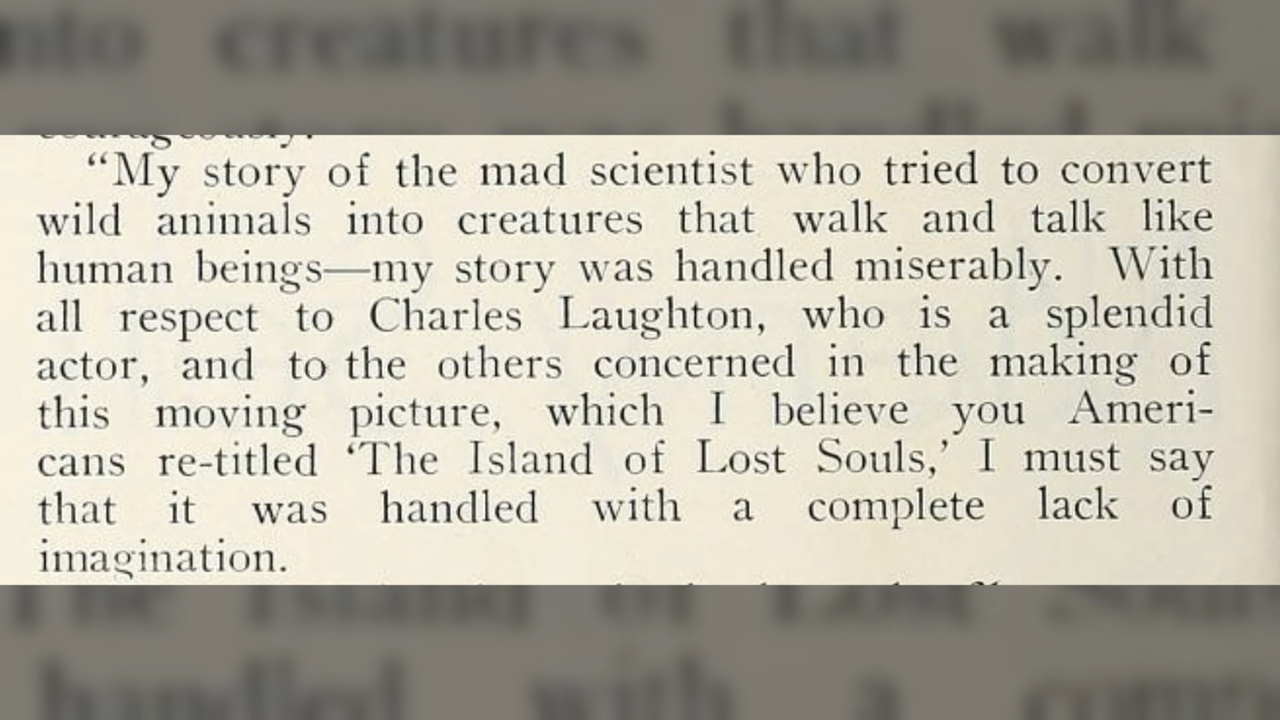 “My story of the mad scientist who tried to convert
wild animals into creatures that walk and talk like
human beings—my story was handled miserably. With
all respect to Charles Laughton, who is a splendid
actor, and to the others concerned in the making of
this moving picture, which I believe you Ameri-
cans re-titled ‘The Island of Lost Souls,’ I must say
that it was handled with a complete lack of
imagination.